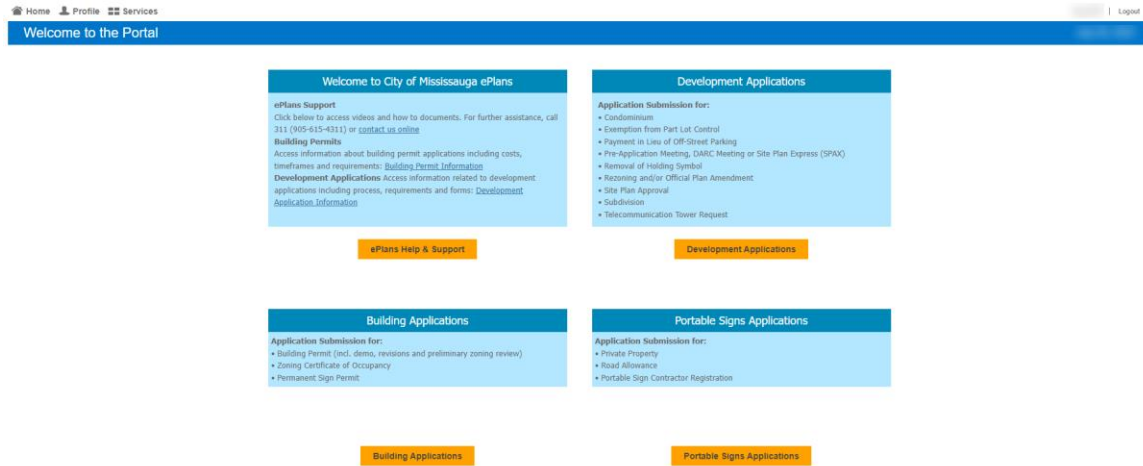 Home Profile Services
| Logout
Welcome to the Portal
Welcome to City of Mississauga ePlans
ePlans Support
Click below to access videos and how to documents. For further assistance, call
311 (905-615-4311) or contact us online
Building Permits
Access information about building permit applications including costs,
timeframes and requirements: Building Permit Information
Development Applications Access information related to development
applications including process, requirements and forms: Development
Application Information
ePlans Help & Support
Development Applications
Application Submission for:
• Condominium
• Exemption from Part Lot Control
• Payment in Lieu of Off-Street Parking
• Pre-Application Meeting, DARC Meeting or Site Plan Express (SPAX)
• Removal of Holding Symbol
• Rezoning and/or Official Plan Amendment
• Site Plan Approval
• Subdivision
• Telecommunication Tower Request
Development Applications
Building Applications
Application Submission for:
• Building Permit (incl. demo, revisions and preliminary zoning review)
• Zoning Certificate of Occupancy
• Permanent Sign Permit
Building Applications
Portable Signs Applications
Application Submission for:
• Private Property
• Road Allowance
• Portable Sign Contractor Registration
Portable Signs Applications